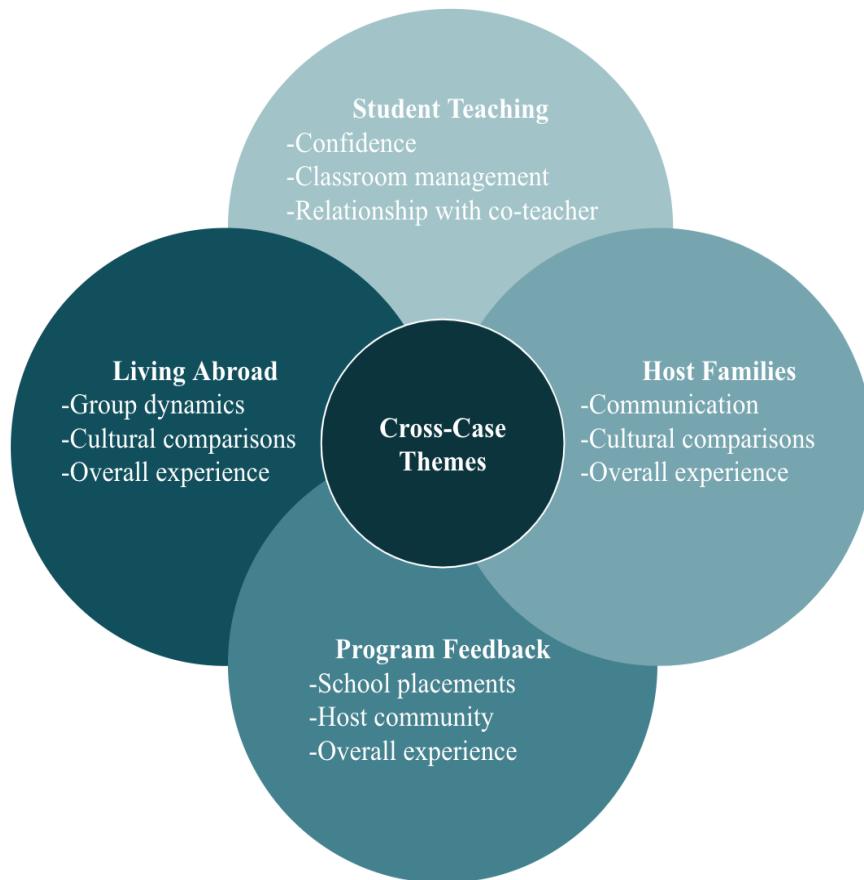 Student Teaching
-Confidence
-Classroom management
-Relationship with co-teacher
Living Abroad
-Group dynamics
-Cultural comparisons
-Overall experience
Cross-Case
Themes
Host Families
-Communication
-Cultural comparisons
-Overall experience
Program Feedback
-School placements
-Host community
-Overall experience